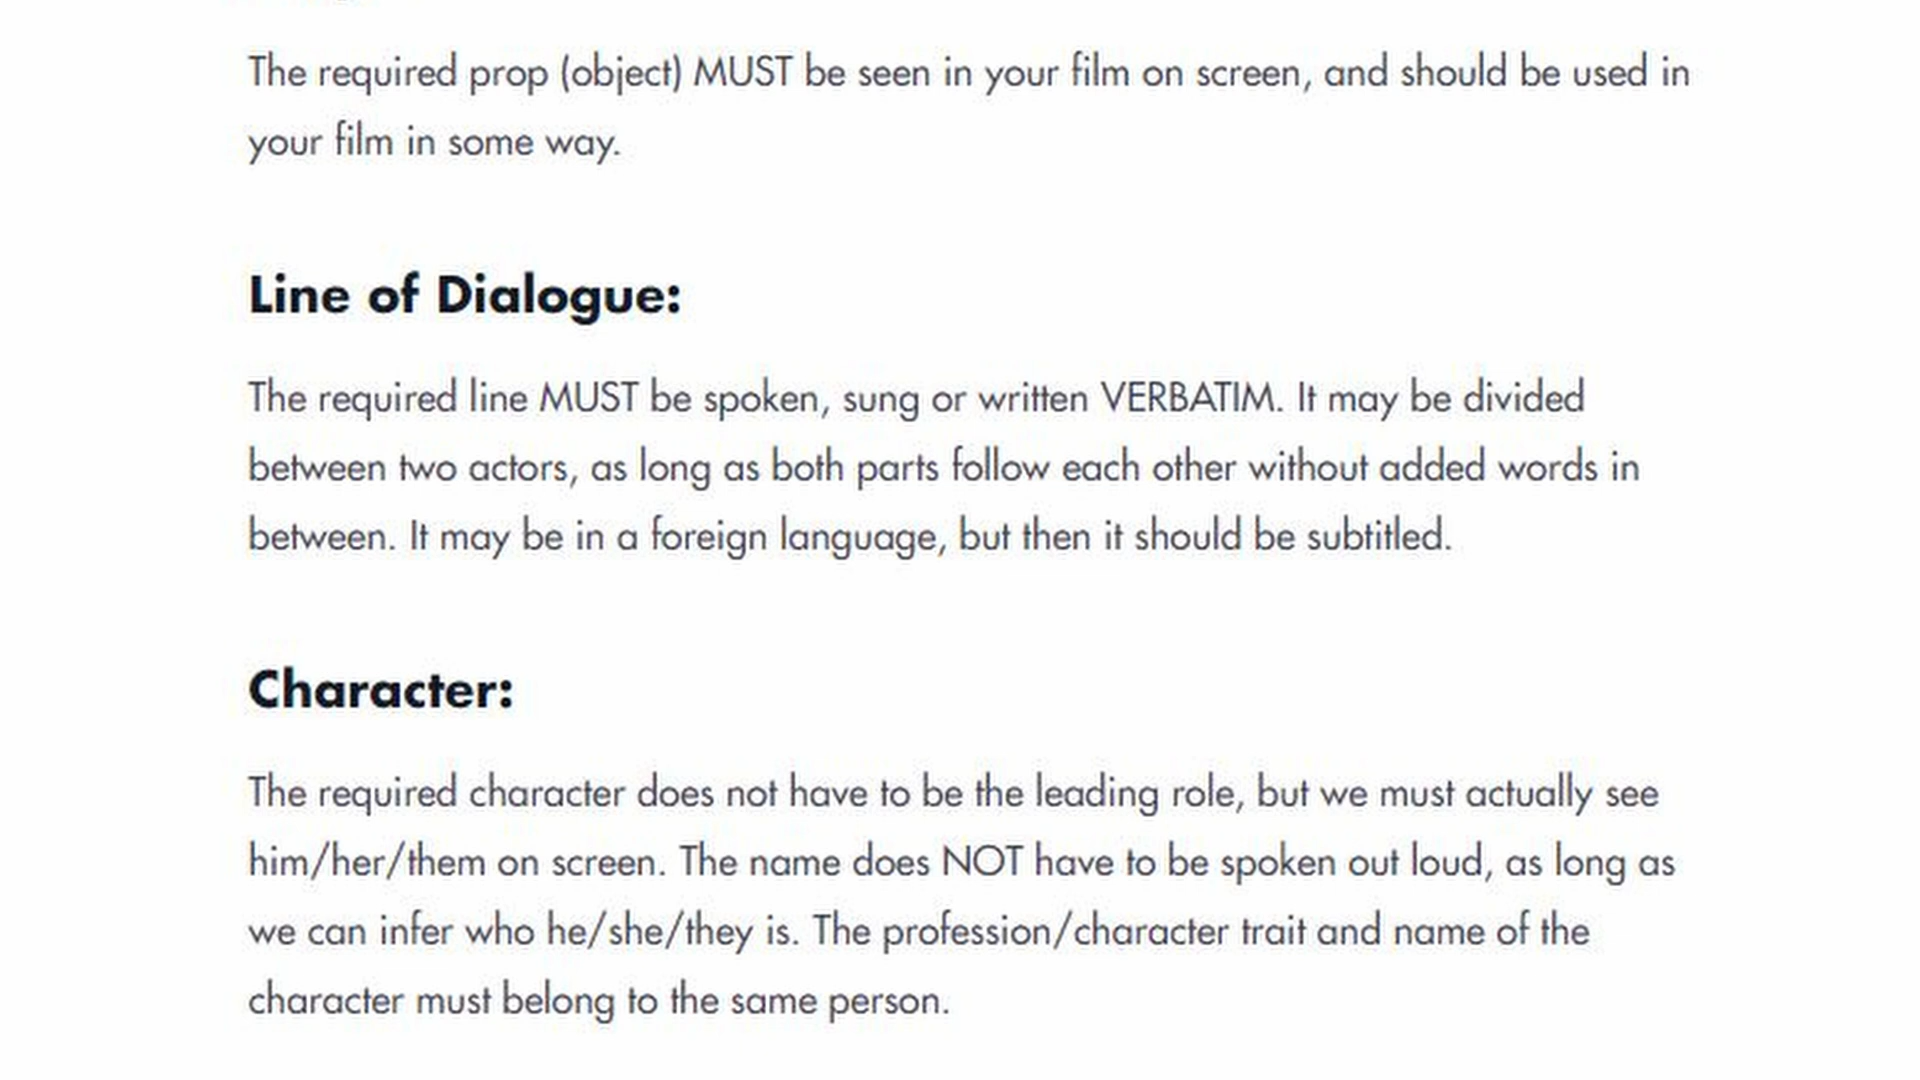 The required prop (object) MUST be seen in your film on screen, and should be used in
your film in some way.
Line of Dialogue:
The required line MUST be spoken, sung or written VERBATIM. It may be divided
between two actors, as long as both parts follow each other without added words in
between. It may be in a foreign language, but then it should be subtitled.
Character:
The required character does not have to be the leading role, but we must actually see
him/her/them on screen. The name does NOT have to be spoken out loud, as long as
we can infer who he/she/they is. The profession/character trait and name of the
character must belong to the same person.